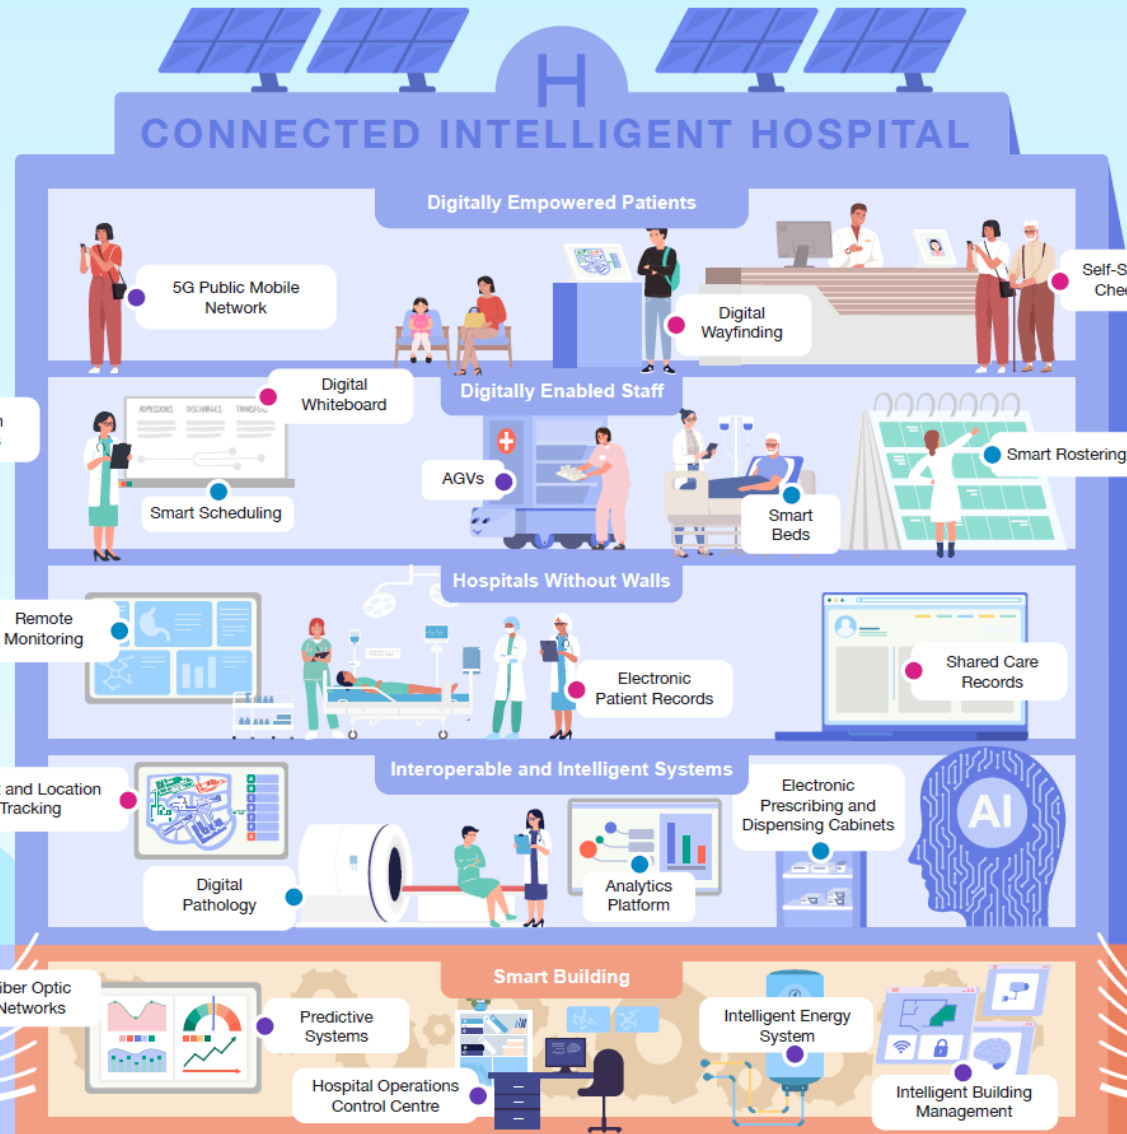 H
CONNECTED INTELLIGENT HOSPITAL
Digitally Empowered Patients
5G Public Mobile
Network
Digital
Wayfinding
Self-S
Chec
Digitally Enabled Staff
Digital
Whiteboard
ADMISSIONS DISCHARGES
Smart Scheduling
AGVs
Smart
Beds
Smart Rostering
Hospitals Without Walls
Remote
Monitoring
Electronic
Patient Records
Shared Care
Records
Interoperable and Intelligent Systems
and Location
Tracking
Digital
Pathology
Analytics
Platform
Electronic
Prescribing and
Dispensing Cabinets
AI
Smart Building
iber Optic
Networks
Predictive
Systems
Hospital Operations
Control Centre
Intelligent Energy
System
Intelligent Building
Management